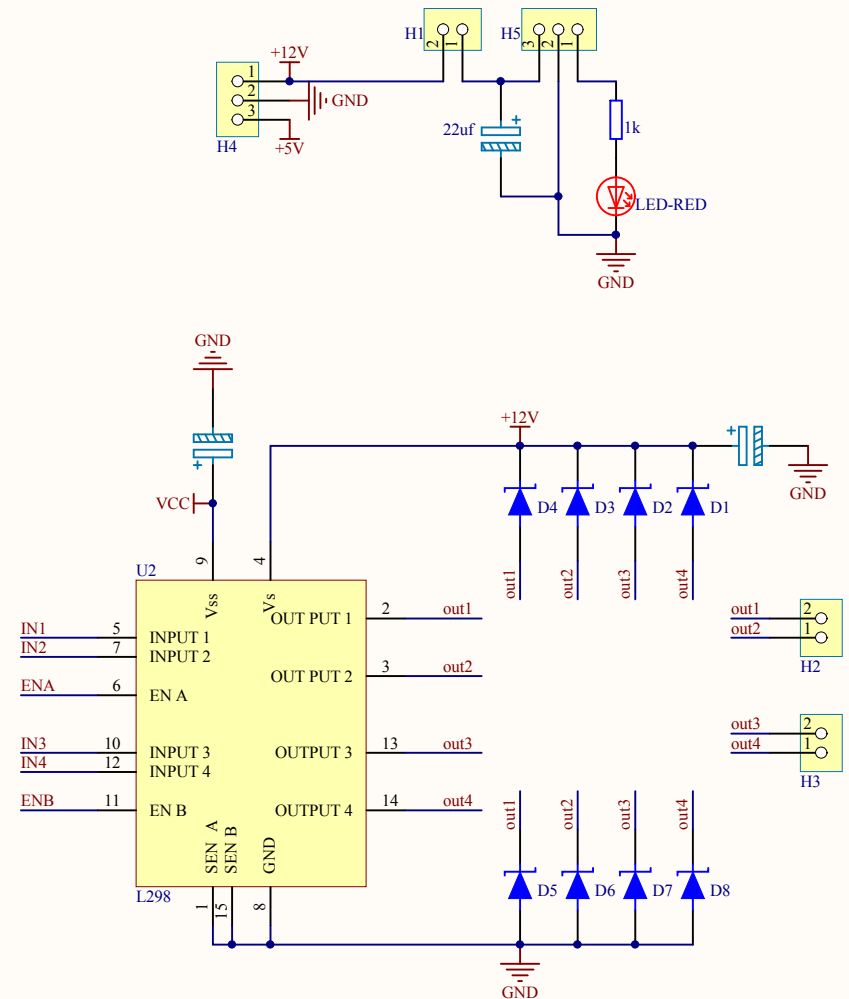 H1
2
1
H5
3
2
1
+12V
1
2
3
GND
+5V
H4
22uf
+
1k
LED-RED
GND
GND
+
VCC
+12V
+
GND
D4
D3
D2
D1
out1
out2
out3
out4
9
4
U2
Vss
Vs
IN1
5
INPUT 1
IN2
7
INPUT 2
ENA
6
EN A
IN3
10
INPUT 3
IN4
12
INPUT 4
ENB
11
EN B
OUT PUT 1
2
out1
OUT PUT 2
3
out2
OUTPUT 3
13
out3
OUTPUT 4
14
out4
SEN A
SEN B
GND
L298
1
15
8
out1
2
out2
1
H2
out3
2
out4
1
H3
out1
out2
out3
out4
D5
D6
D7
D8
GND